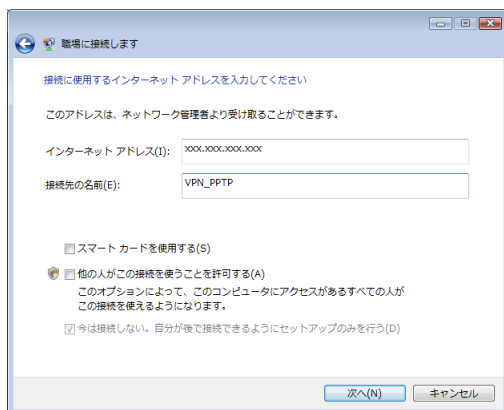 職場に接続します
接続に使用するインターネット アドレスを入力してください
このアドレスは、ネットワーク管理者より受け取ることができます。
インターネット アドレス(I): xxx.xxx.xxx.xxx
接続先の名前(E): VPN_PPTP
スマート カードを使用する(S)
他の人がこの接続を使うことを許可する(A)
このオプションによって、このコンピュータにアクセスがあるすべての人が
この接続を使えるようになります。
今は接続しない。自分が後で接続できるようにセットアップのみを行う(D)
次へ(N) キャンセル